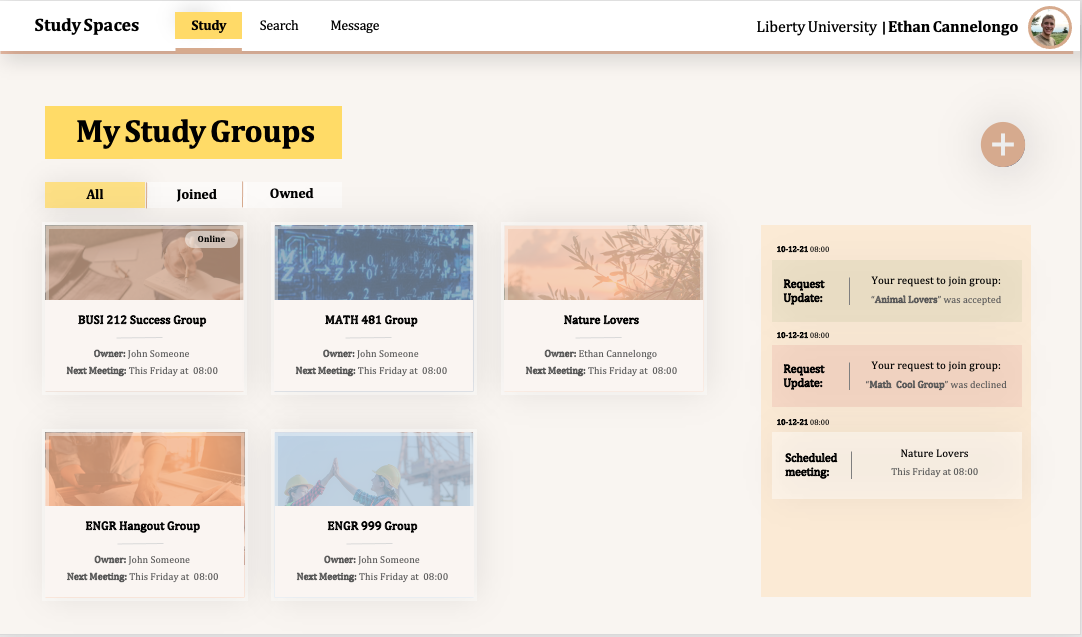 Study Spaces
Study
Search
Message
Liberty University | Ethan Cannelongo
My Study Groups
All
Joined
Owned
Online
BUSI 212 Success Group
Owner: John Someone
Next Meeting: This Friday at 08:00
MATH 481 Group
Owner: John Someone
Next Meeting: This Friday at 08:00
Nature Lovers
Owner: Ethan Cannelongo
Next Meeting: This Friday at 08:00
ENGR Hangout Group
Owner: John Someone
Next Meeting: This Friday at 08:00
ENGR 999 Group
Owner: John Someone
Next Meeting: This Friday at 08:00
10-12-21 08:00
Request
Update:
Your request to join group:
"Animal Lovers" was accepted
10-12-21 08:00
Request
Update:
Your request to join group:
"Math Cool Group" was declined
10-12-21 08:00
Scheduled
meeting:
Nature Lovers
This Friday at 08:00